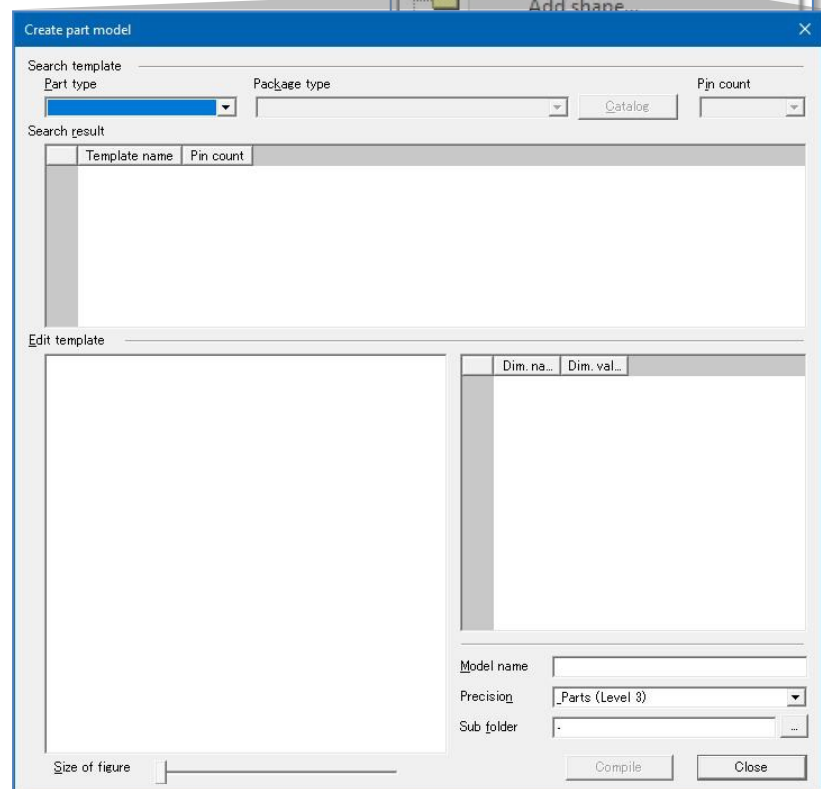 Add shape...
Create part model
Search template
Part type Package type Pin count
Catalog
Search result
Template name Pin count
Edit template
Dim. na... Dim. val...
Model name
Precision _Parts (Level 3)
Sub folder - ...
Size of figure Compile Close